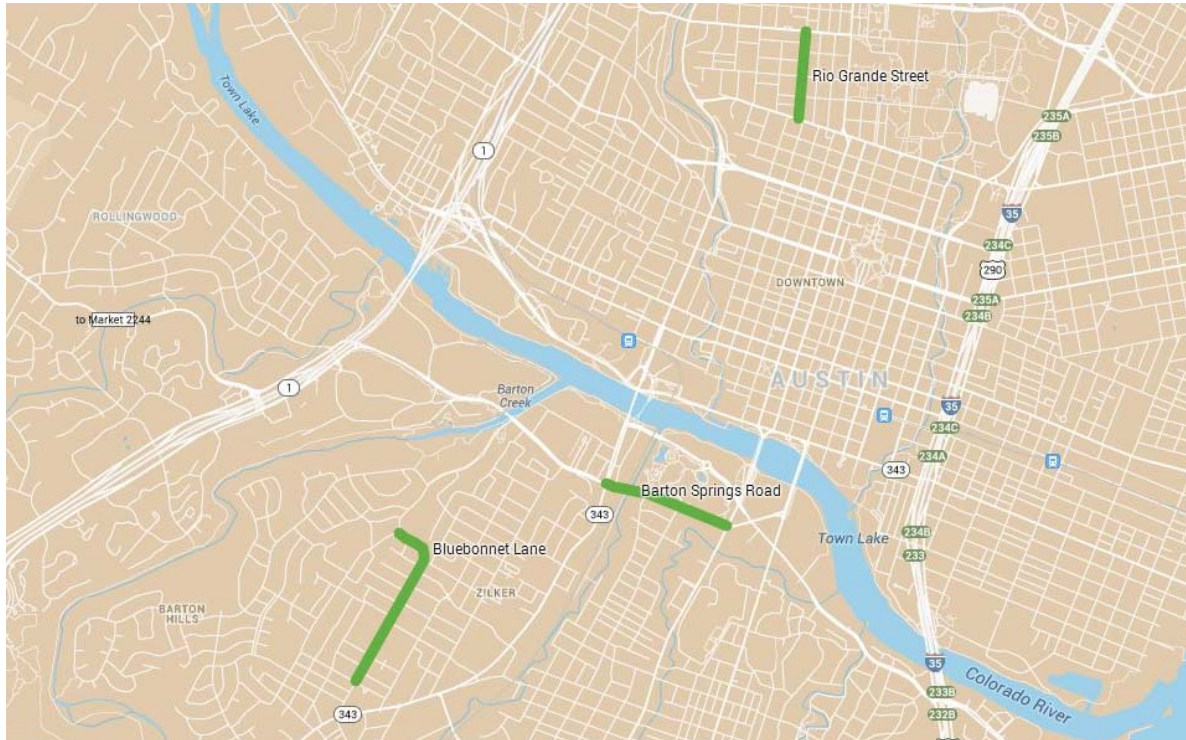 Rio Grande Street
Town Lake
235A
235B
1
ROLLINGWOOD
35
234C
290
DOWNTOWN
to Market 2244
235A
234B
1
Barton
Creek
AUSTIN
35
234C
234A
343
Barton Springs Road
343
234B
Town Lake
233
Bluebonnet Lane
ZILKER
BARTON
HILLS
35
Colorado River
233B
343
232B